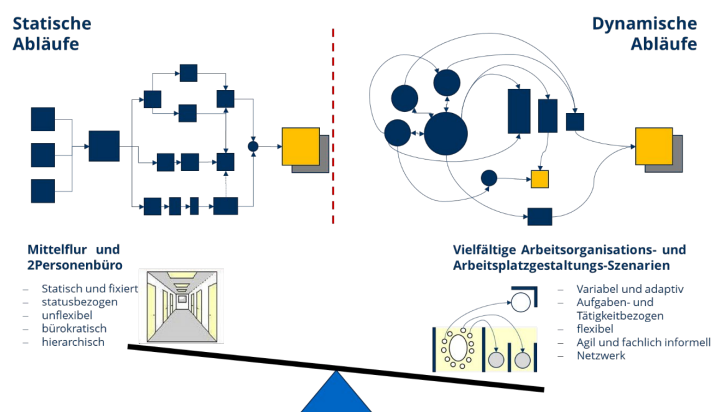 Statische
Abläufe
Dynamische
Abläufe
Mittelflur und
2Personenbüro
– Statisch und fixiert
– statusbezogen
– unflexibel
– bürokratisch
– hierarchisch
Vielfältige Arbeitsorganisations- und
Arbeitsplatzgestaltungs-Szenarien
– Variabel und adaptiv
– Aufgaben- und
Tätigkeitbezogen
– flexibel
– Agil und fachlich informell
– Netzwerk